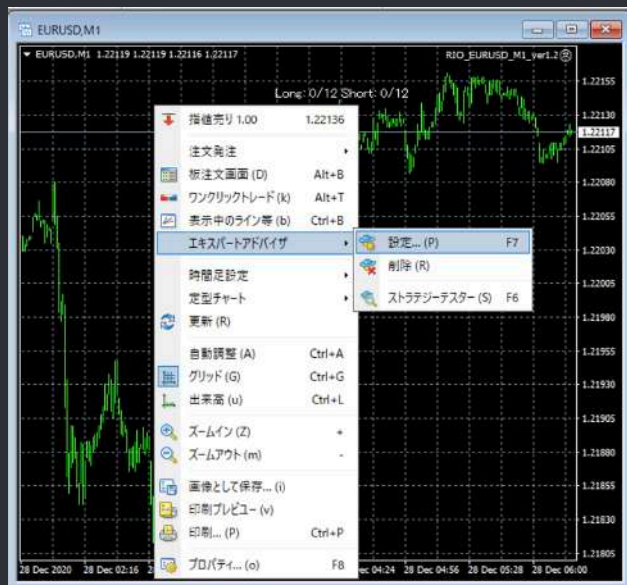 EURUSD,M1
EURUSD,M1 1.22119 1.22119 1.22116 1.22117
RIO_EURUSD_M1_ver1.2
Long: 0/12 Short: 0/12
指値売り 1.00 1.22136
注文発注
板注文画面 (D) Alt+B
ワンクリックトレード (k) Alt+T
表示中のライン等 (b) Ctrl+B
エキスパートアドバイザ
時間足設定
定型チャート
更新 (R)
自動調整 (A) Ctrl+A
グリッド (G) Ctrl+G
出来高 (u) Ctrl+L
ズームイン (Z) +
ズームアウト (m) -
画像として保存... (i)
印刷プレビュー (v)
印刷... (P) Ctrl+P
プロパティ... (o) F8
設定... (P) F7
削除 (R)
ストラテジーテスター (S) F6
1.22155
1.22130
1.22117
1.22105
1.22080
1.22055
1.22030
1.22005
1.21980
1.21955
1.21930
1.21905
1.21880
1.21855
1.21830
1.21805
28 Dec 2020 28 Dec 02:16 ec 04:24 28 Dec 04:56 28 Dec 05:28 28 Dec 06:00